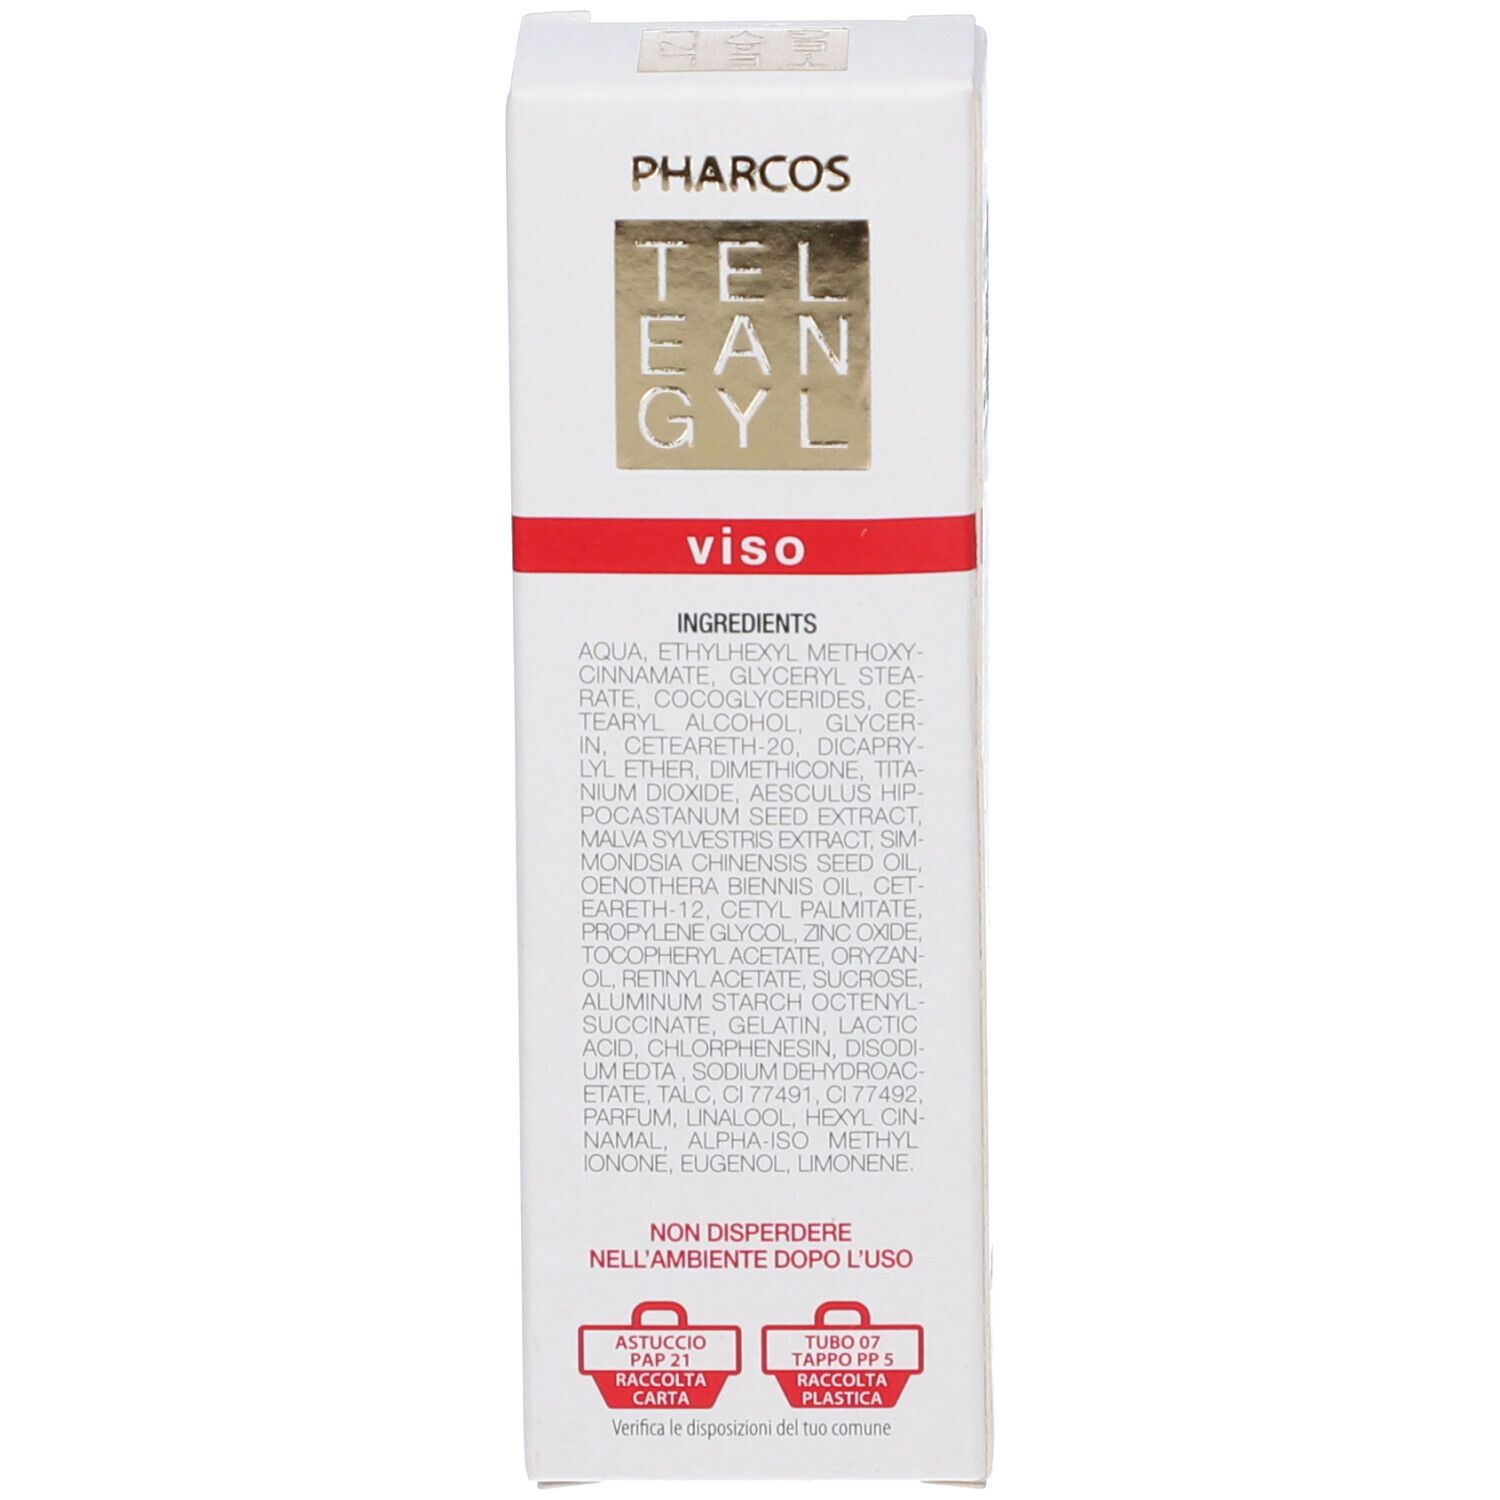 PHARCOS
TEL
EAN
GYL
viso
INGREDIENTS
AQUA, ETHYLHEXYL METHOXY-
CINNAMATE, GLYCERYL STEA-
RATE, COCOGLYCERIDES, CE-
TEARYL ALCOHOL, GLYCER-
IN, CETEARETH-20, DICAPRY-
LYL ETHER, DIMETHICONE, TITA-
NIUM DIOXIDE, AESCULUS HIP-
POCASTANUM SEED EXTRACT,
MALVA SYLVESTRIS EXTRACT, SIM-
MONDSIA CHINENSIS SEED OIL,
OENOTHERA BIENNIS OIL, CET-
EARETH-12, CETYL PALMITATE,
PROPYLENE GLYCOL, ZINC OXIDE,
TOCOPHERYL ACETATE, ORYZAN-
OL, RETINYL ACETATE, SUCROSE,
ALUMINUM STARCH OCTENYL-
SUCCINATE, GELATIN, LACTIC
ACID, CHLORPHENESIN, DISODI-
UM EDTA , SODIUM DEHYDROAC-
ETATE, TALC, CI 77491, CI 77492,
PARFUM, LINALOOL, HEXYL CIN-
NAMAL, ALPHA-ISO METHYL
IONONE, EUGENOL, LIMONENE.
NON DISPERDERE
NELL'AMBIENTE DOPO L'USO
ASTUCCIO
PAP 21
RACCOLTA
CARTA
TUBO 07
TAPPO PP 5
RACCOLTA
PLASTICA
Verifica le disposizioni del tuo comune